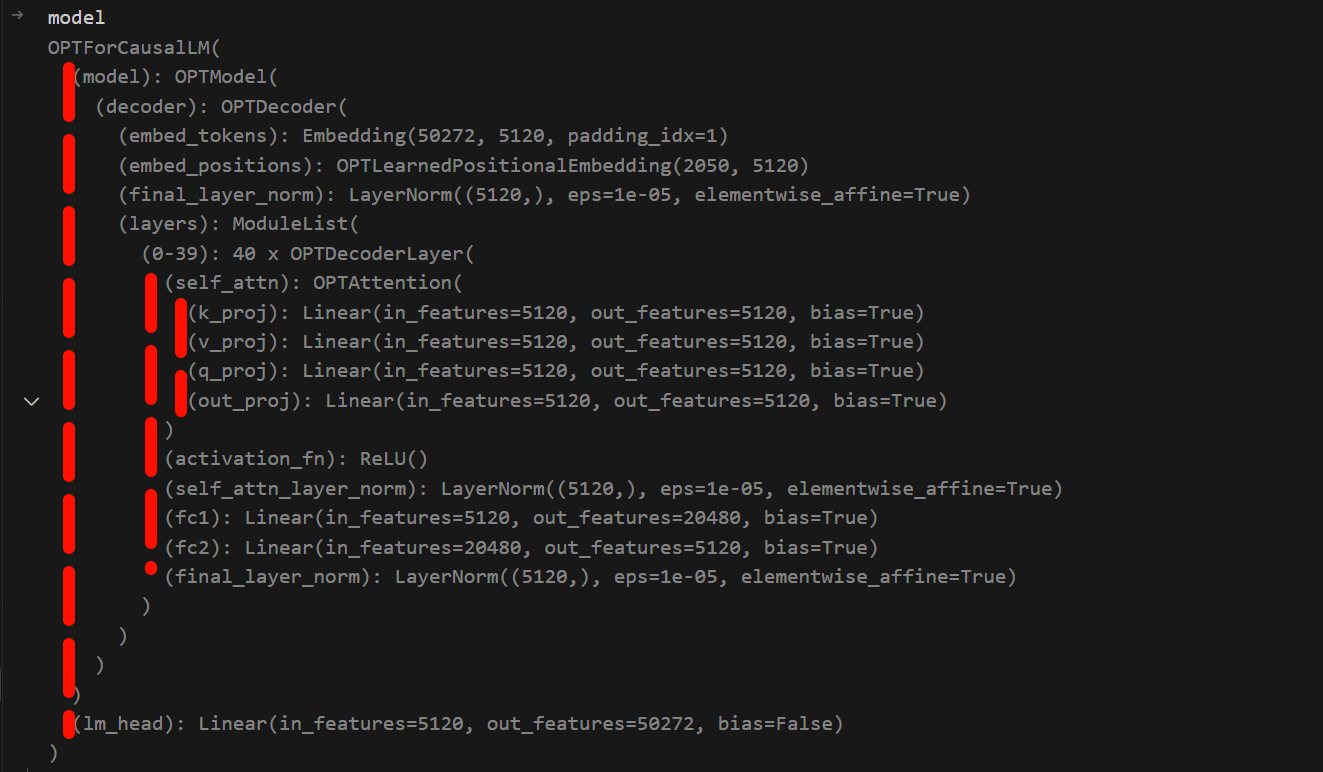 model
OPTForCausalLM(
(model): OPTModel(
(decoder): OPTDecoder(
(embed_tokens): Embedding(50272, 5120, padding_idx=1)
(embed_positions): OPTLearnedPositionalEmbedding(2050, 5120)
(final_layer_norm): LayerNorm((5120,), eps=1e-05, elementwise_affine=True)
(layers): ModuleList(
(0-39): 40 x OPTDecoderLayer(
(self_attn): OPTAttention(
(k_proj): Linear(in_features=5120, out_features=5120, bias=True)
(v_proj): Linear(in_features=5120, out_features=5120, bias=True)
(q_proj): Linear(in_features=5120, out_features=5120, bias=True)
(out_proj): Linear(in_features=5120, out_features=5120, bias=True)
)
(activation_fn): ReLU()
(self_attn_layer_norm): LayerNorm((5120,), eps=1e-05, elementwise_affine=True)
(fc1): Linear(in_features=5120, out_features=20480, bias=True)
(fc2): Linear(in_features=20480, out_features=5120, bias=True)
(final_layer_norm): LayerNorm((5120,), eps=1e-05, elementwise_affine=True)
)
)
)
)
(lm_head): Linear(in_features=5120, out_features=50272, bias=False)
)